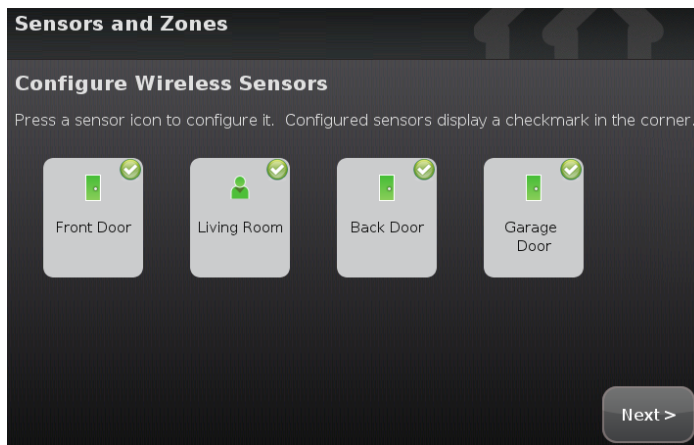 Sensors and Zones
Configure Wireless Sensors
Press a sensor icon to configure it.  Configured sensors display a checkmark in the corner.
Front Door
Living Room
Back Door
Garage
Door
Next >